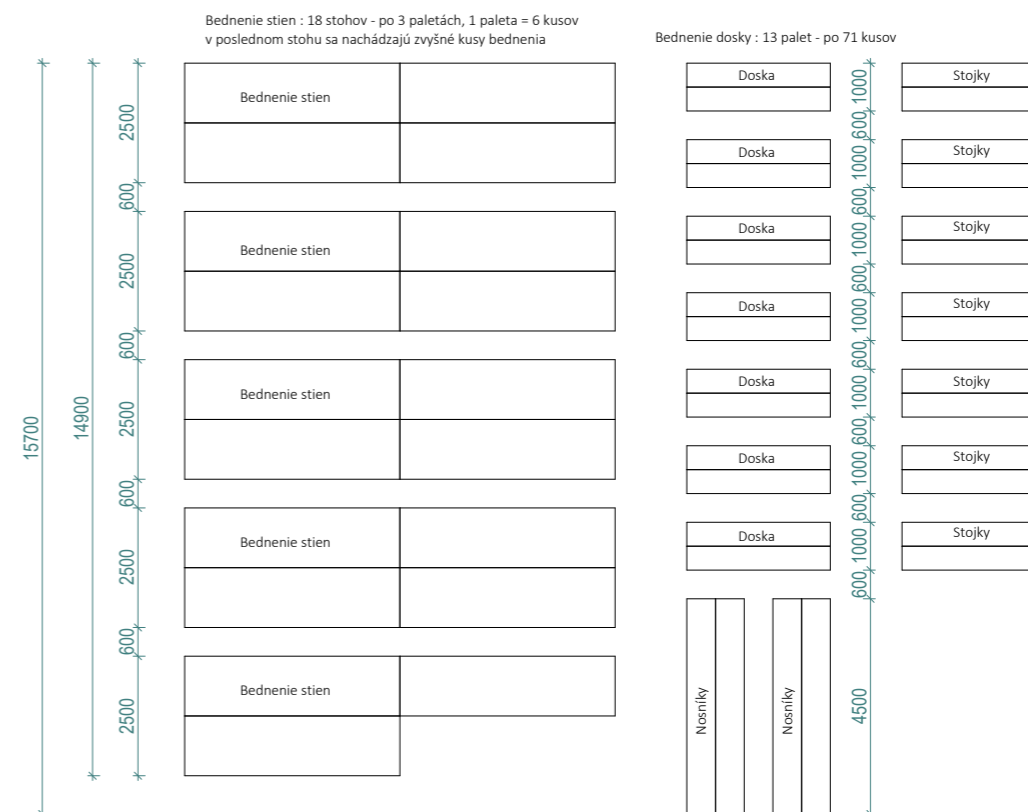 Bednenie stien : 18 stohov - po 3 paletách, 1 paleta = 6 kusov
v poslednom stohu sa nachádzajú zvyšné kusy bednenia
Bednenie dosky : 13 palet - po 71 kusov
15700
14900
2500
600
2500
600
2500
600
2500
600
2500
Bednenie stien
Bednenie stien
Bednenie stien
Bednenie stien
Bednenie stien
Doska
Doska
Doska
Doska
Doska
Doska
Doska
Nosníky
Nosníky
1000
600
1000
600
1000
600
1000
600
1000
600
1000
600
1000
600
4500
Stojky
Stojky
Stojky
Stojky
Stojky
Stojky
Stojky